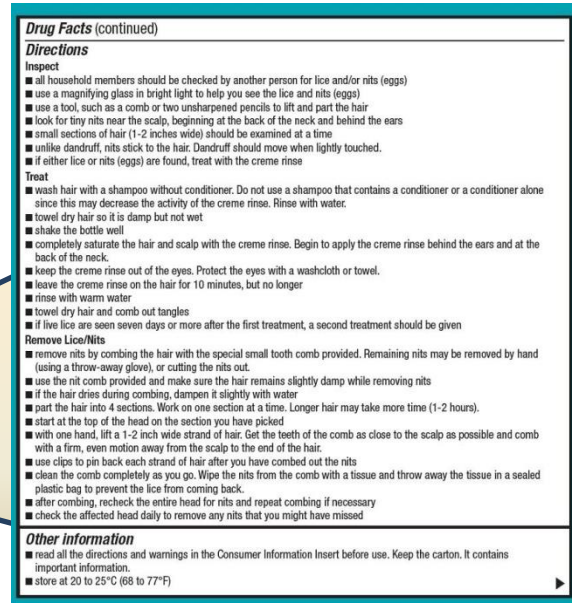 Drug Facts (continued)
Directions
Inspect
■ all household members should be checked by another person for lice and/or nits (eggs)
■ use a magnifying glass in bright light to help you see the lice and nits (eggs)
■ use a tool, such as a comb or two unsharpened pencils to lift and part the hair
■ look for tiny nits near the scalp, beginning at the back of the neck and behind the ears
■ small sections of hair (1-2 inches wide) should be examined at a time
■ unlike dandruff, nits stick to the hair. Dandruff should move when lightly touched.
■ if either lice or nits (eggs) are found, treat with the creme rinse
Treat
■ wash hair with a shampoo without conditioner. Do not use a shampoo that contains a conditioner or a conditioner alone
since this may decrease the activity of the creme rinse. Rinse with water.
■ towel dry hair so it is damp but not wet
■ shake the bottle well
■ completely saturate the hair and scalp with the creme rinse. Begin to apply the creme rinse behind the ears and at the
back of the neck.
■ keep the creme rinse out of the eyes. Protect the eyes with a washcloth or towel.
■ leave the creme rinse on the hair for 10 minutes, but no longer
■ rinse with warm water
■ towel dry hair and comb out tangles
■ if live lice are seen seven days or more after the first treatment, a second treatment should be given
Remove Lice/Nits
■ remove nits by combing the hair with the special small tooth comb provided. Remaining nits may be removed by hand
(using a throw-away glove), or cutting the nits out.
■ use the nit comb provided and make sure the hair remains slightly damp while removing nits
■ if the hair dries during combing, dampen it slightly with water
■ part the hair into 4 sections. Work on one section at a time. Longer hair may take more time (1-2 hours).
■ start at the top of the head on the section you have picked
■ with one hand, lift a 1-2 inch wide strand of hair. Get the teeth of the comb as close to the scalp as possible and comb
with a firm, even motion away from the scalp to the end of the hair.
■ use clips to pin back each strand of hair after you have combed out the nits
■ clean the comb completely as you go. Wipe the nits from the comb with a tissue and throw away the tissue in a sealed
plastic bag to prevent the lice from coming back.
■ after combing, recheck the entire head for nits and repeat combing if necessary
■ check the affected head daily to remove any nits that you might have missed
Other information
■ read all the directions and warnings in the Consumer Information Insert before use. Keep the carton. It contains
important information.
■ store at 20 to 25°C (68 to 77°F)